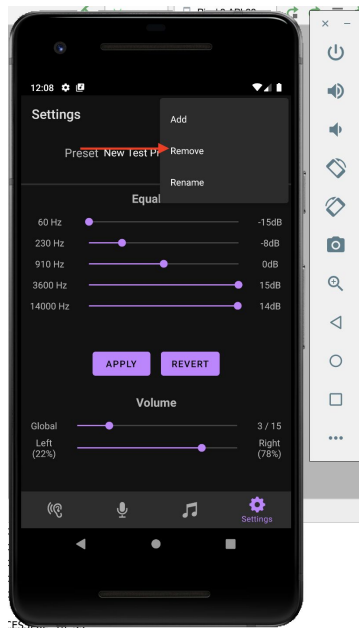 12:08
Settings
Add
Preset New Test P
Remove
Rename
Equal
60 Hz -15dB
230 Hz -8dB
910 Hz 0dB
3600 Hz 15dB
14000 Hz 14dB
APPLY REVERT
Volume
Global 3 / 15
Left Right
(22%) (78%)
Settings